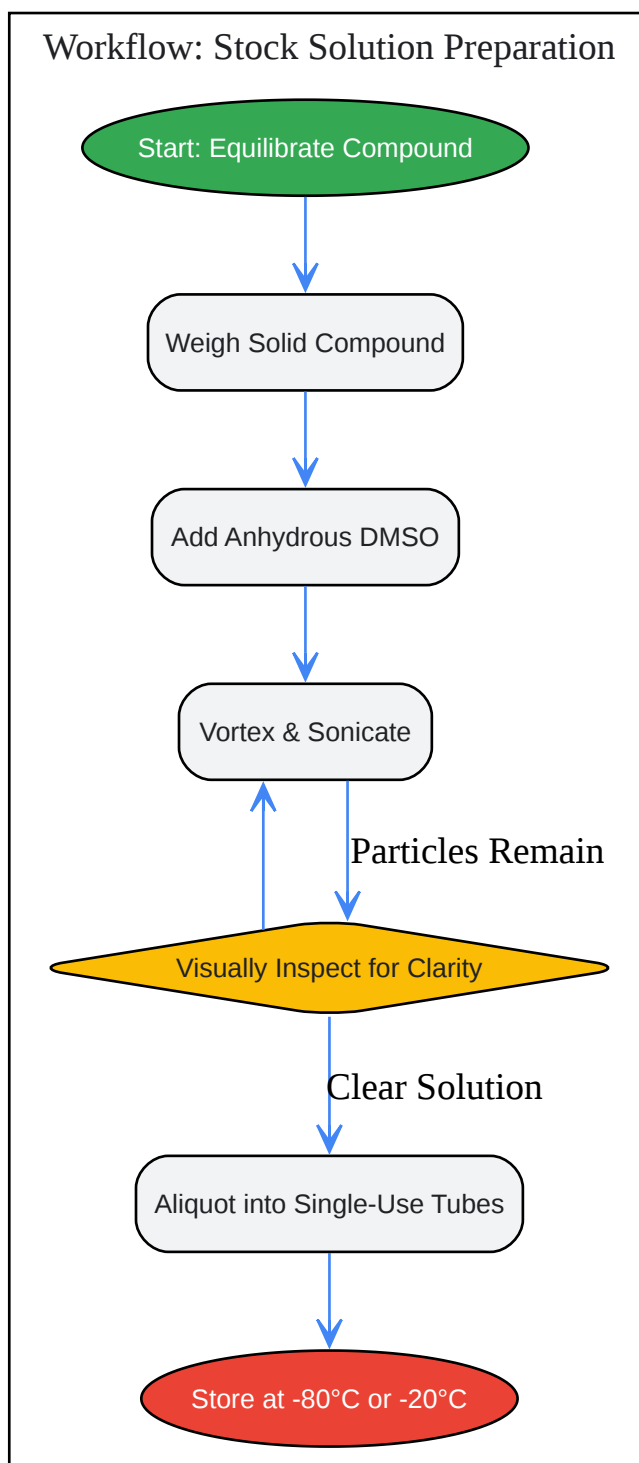 Workflow: Stock Solution Preparation
Start: Equilibrate Compound
Weigh Solid Compound
Add Anhydrous DMSO
Vortex & Sonicate
Particles Remain
Visually Inspect for Clarity
Clear Solution
Aliquot into Single-Use Tubes
Store at -80°C or -20°C